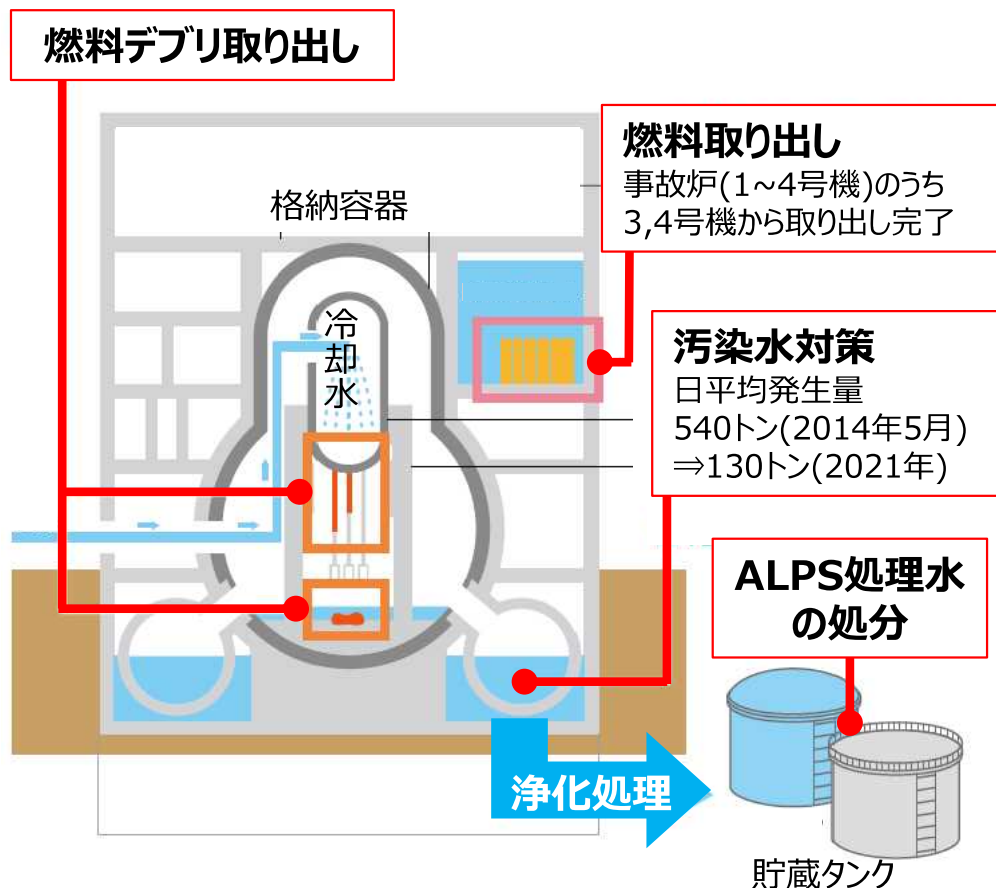 燃料デブリ取り出し
燃料取り出し
事故炉(1~4号機)のうち
3,4号機から取り出し完了
格納容器
冷却水
汚染水対策
日平均発生量
540トン(2014年5月)
⇒130トン(2021年)
ALPS処理水
の処分
浄化処理
貯蔵タンク